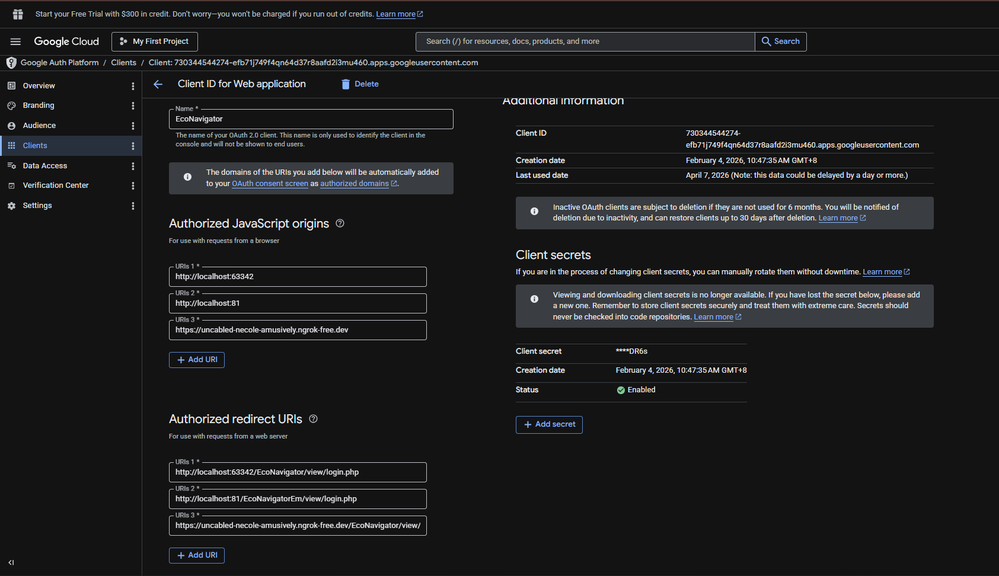 Start your Free Trial with $300 in credit. Don't worry—you won't be charged if you run out of credits. Learn more
Google Cloud
My First Project
Search (/) for resources, docs, products, and more
Search
Google Auth Platform / Clients / Client: 730344544274-efb71j749f4qn64d37r8aafd2i3mu460.apps.googleusercontent.com
Overview
Branding
Audience
Clients
Data Access
Verification Center
Settings
Client ID for Web application
Delete
Name *
EcoNavigator
The name of your OAuth 2.0 client. This name is only used to identify the client in the
console and will not be shown to end users.
The domains of the URIs you add below will be automatically added
to your OAuth consent screen as authorized domains.
Authorized JavaScript origins
For use with requests from a browser
URIs 1 *
http://localhost:63342
URIs 2 *
http://localhost:81
URIs 3 *
https://uncabled-necole-amusively.ngrok-free.dev
Add URI
Authorized redirect URIs
For use with requests from a web server
URIs 1 *
http://localhost:63342/EcoNavigator/view/login.php
URIs 2 *
http://localhost:81/EcoNavigatorEm/view/login.php
URIs 3 *
https://uncabled-necole-amusively.ngrok-free.dev/EcoNavigator/view/
Add URI
Additional information
Client ID
730344544274-
efb71j749f4qn64d37r8aafd2i3mu460.apps.googleusercontent.com
Creation date
February 4, 2026, 10:47:35 AM GMT+8
Last used date
April 7, 2026 (Note: this data could be delayed by a day or more.)
Inactive OAuth clients are subject to deletion if they are not used for 6 months. You will be notified of
deletion due to inactivity, and can restore clients up to 30 days after deletion. Learn more
Client secrets
If you are in the process of changing client secrets, you can manually rotate them without downtime. Learn more
Viewing and downloading client secrets is no longer available. If you have lost the secret below, please add
a new one. Remember to store client secrets securely and treat them with extreme care. Secrets should
never be checked into code repositories. Learn more
Client secret
****DR6s
Creation date
February 4, 2026, 10:47:35 AM GMT+8
Status
Enabled
Add secret